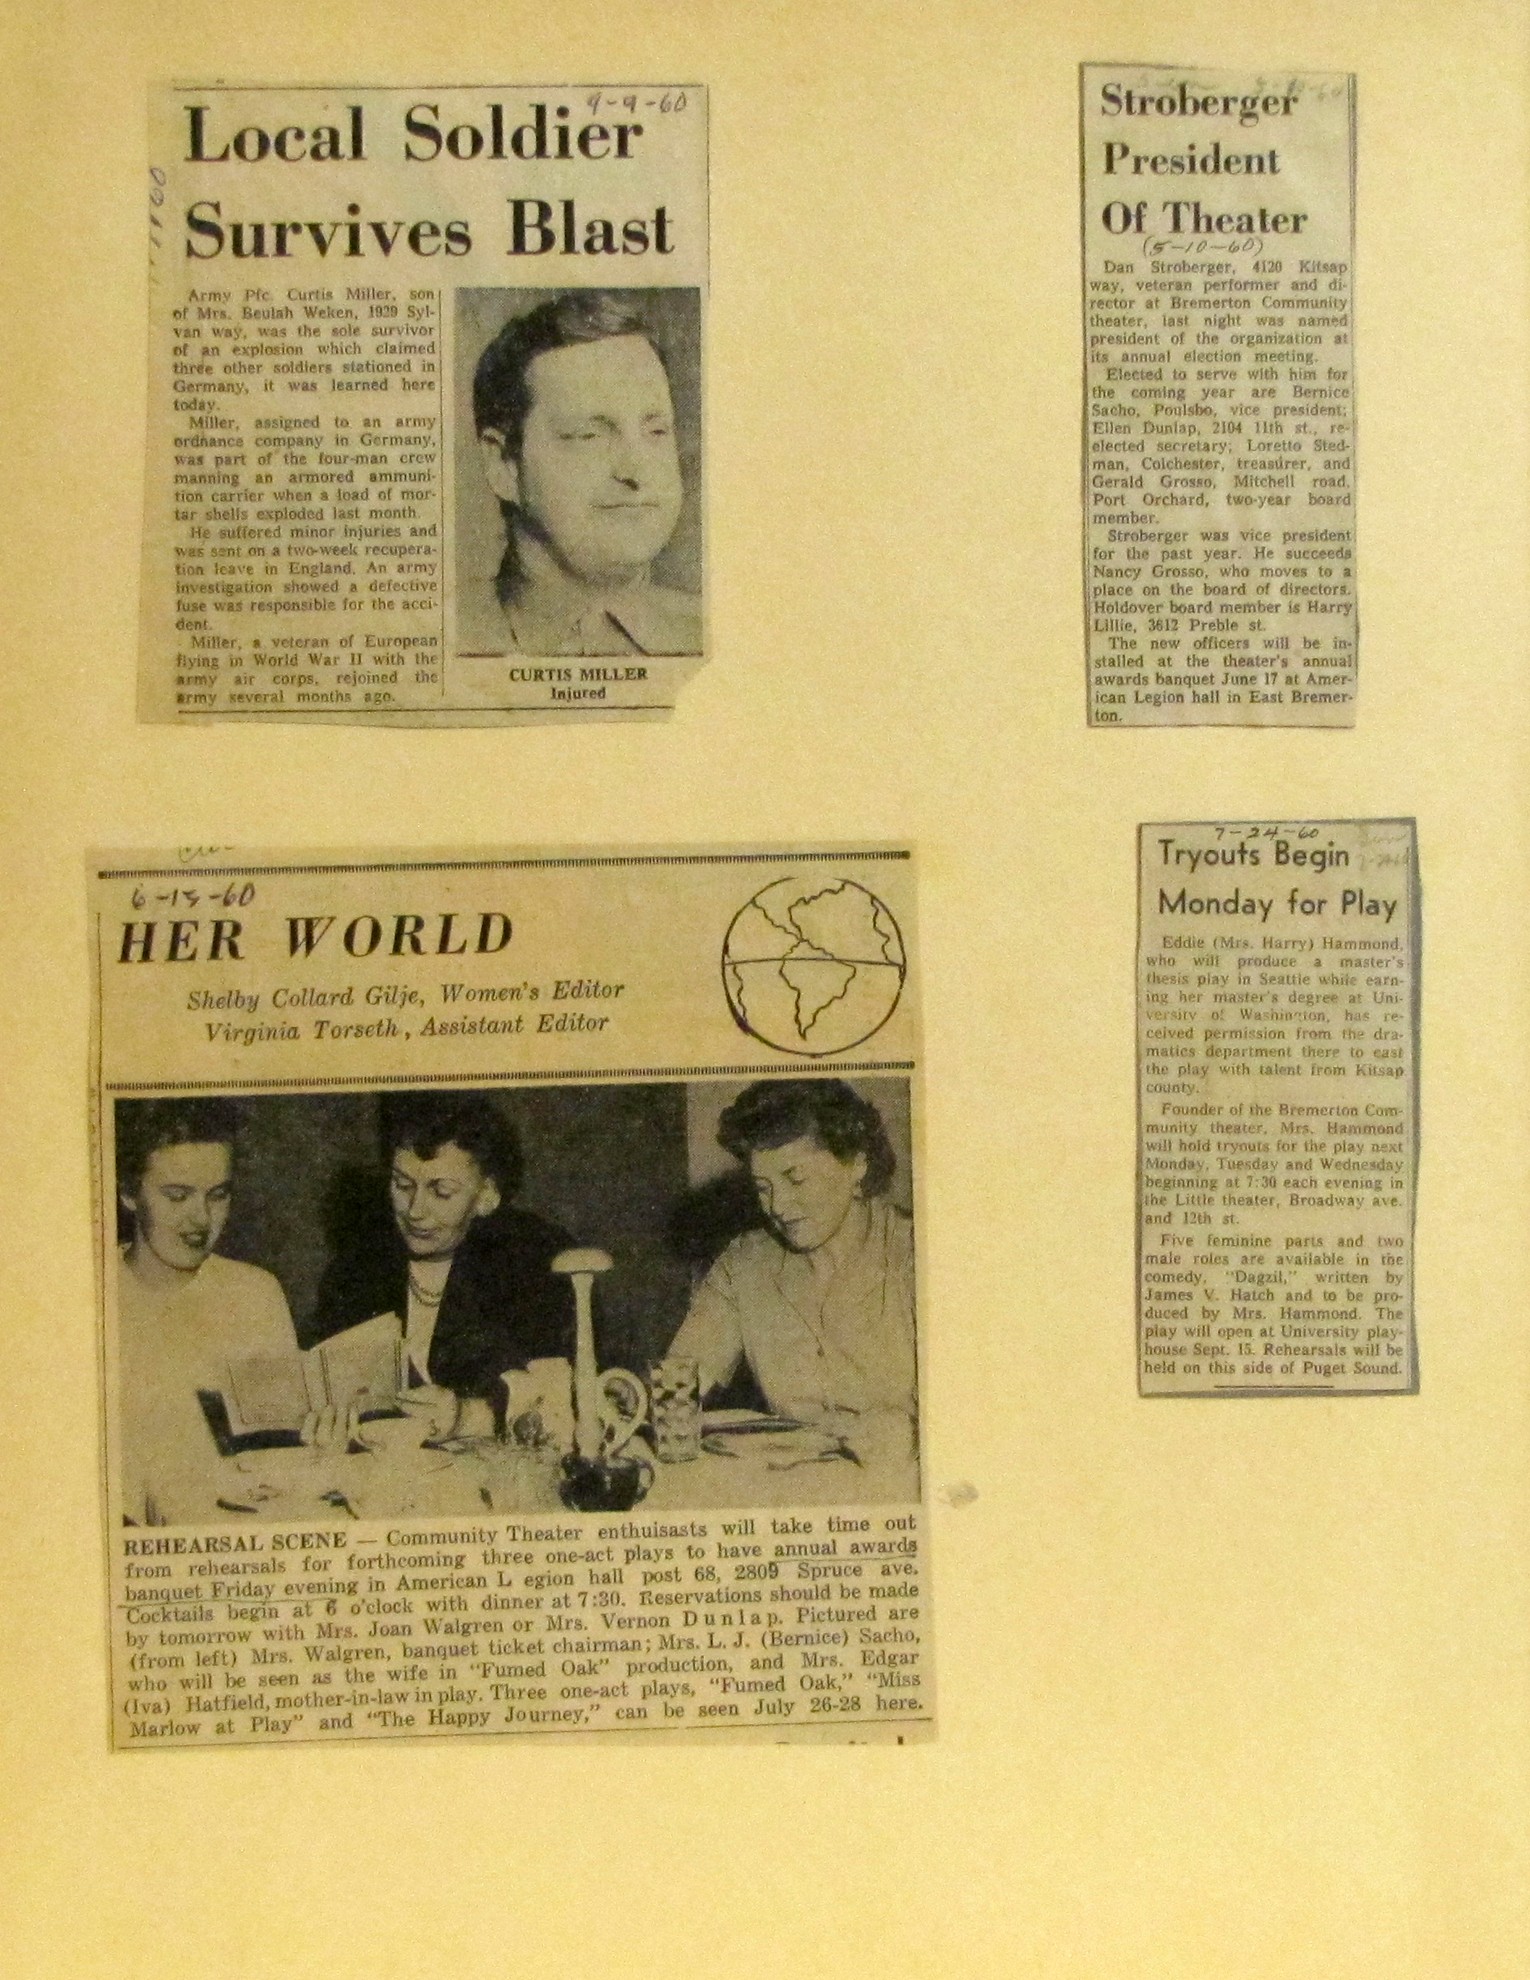 9-9-60
Local Soldier
Survives Blast
Army Pfc Curtis Miller, son
of Mrs. Beulah Weken, 1929 Syl-
van way, was the sole survivor
of an explosion which claimed
three other soldiers stationed in
Germany, it was learned here
today.
Miller, assigned to an army
ordnance company in Germany,
was part of the four-man crew
manning an armored ammuni-
tion carrier when a load of mor-
tar shells exploded last month.
He suffered minor injuries and
was sent on a two-week recupera-
tion leave in England. An army
investigation showed a defective
fuse was responsible for the acci-
dent.
Miller, a veteran of European
flying in World War II with the
army air corps, rejoined the
army several months ago.
CURTIS MILLER
Injured
Stroberger
President
Of Theater
(5-10-60)
Dan Stroberger, 4120 Kitsap
way, veteran performer and di-
rector at Bremerton Community
theater, last night was named
president of the organization at
its annual election meeting.
Elected to serve with him for
the coming year are Bernice
Sacho, Poulsbo, vice president;
Ellen Dunlap, 2104 11th st., re-
elected secretary; Loretto Sted-
man, Colchester, treasurer, and
Gerald Grosso, Mitchell road,
Port Orchard, two-year board
member.
Stroberger was vice president
for the past year. He succeeds
Nancy Grosso, who moves to a
place on the board of directors.
Holdover board member is Harry
Lillie, 3612 Preble st.
The new officers will be in-
stalled at the theater's annual
awards banquet June 17 at Amer-
ican Legion hall in East Bremer-
ton.
6-15-60
HER WORLD
Shelby Collard Gilje, Women's Editor
Virginia Torseth, Assistant Editor
REHEARSAL SCENE — Community Theater enthuisasts will take time out
from rehearsals for forthcoming three one-act plays to have annual awards
banquet Friday evening in American L egion hall post 68, 2809 Spruce ave.
Cocktails begin at 6 o'clock with dinner at 7:30. Reservations should be made
by tomorrow with Mrs. Joan Walgren or Mrs. Vernon Dunlap. Pictured are
(from left) Mrs. Walgren, banquet ticket chairman; Mrs. L. J. (Bernice) Sacho,
who will be seen as the wife in "Fumed Oak" production, and Mrs. Edgar
(Iva) Hatfield, mother-in-law in play. Three one-act plays, "Fumed Oak," "Miss
Marlow at Play" and "The Happy Journey," can be seen July 26-28 here.
7-24-60
Tryouts Begin
Monday for Play
Eddie (Mrs. Harry) Hammond,
who will produce a master's
thesis play in Seattle while earn-
ing her master's degree at Uni-
versity of Washington, has re-
ceived permission from the dra-
matics department there to cast
the play with talent from Kitsap
county.
Founder of the Bremerton Com-
munity theater, Mrs. Hammond
will hold tryouts for the play next
Monday, Tuesday and Wednesday
beginning at 7:30 each evening in
the Little theater, Broadway ave.
and 12th st.
Five feminine parts and two
male roles are available in the
comedy, "Dagzil," written by
James V. Hatch and to be pro-
duced by Mrs. Hammond. The
play will open at University play-
house Sept. 15. Rehearsals will be
held on this side of Puget Sound.